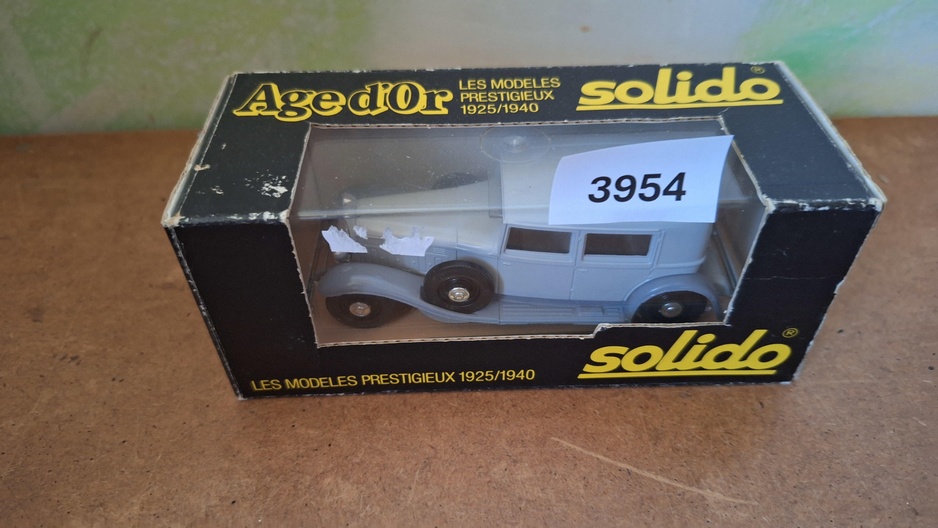 Age d'Or
LES MODELES
PRESTIGIEUX
1925/1940
solido®
3954
solido®
LES MODELES PRESTIGIEUX 1925/1940